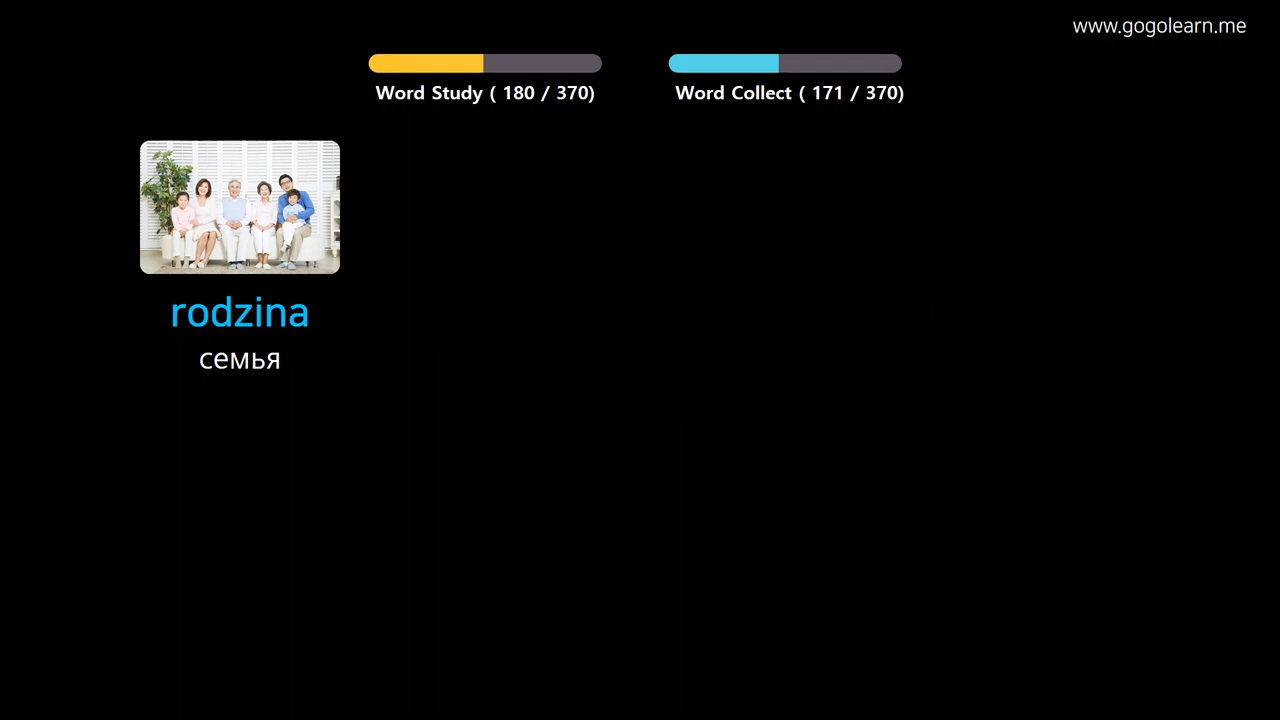 www.gogolearn.me
Word Study ( 180 / 370)
Word Collect ( 171 / 370)
rodzina
семья